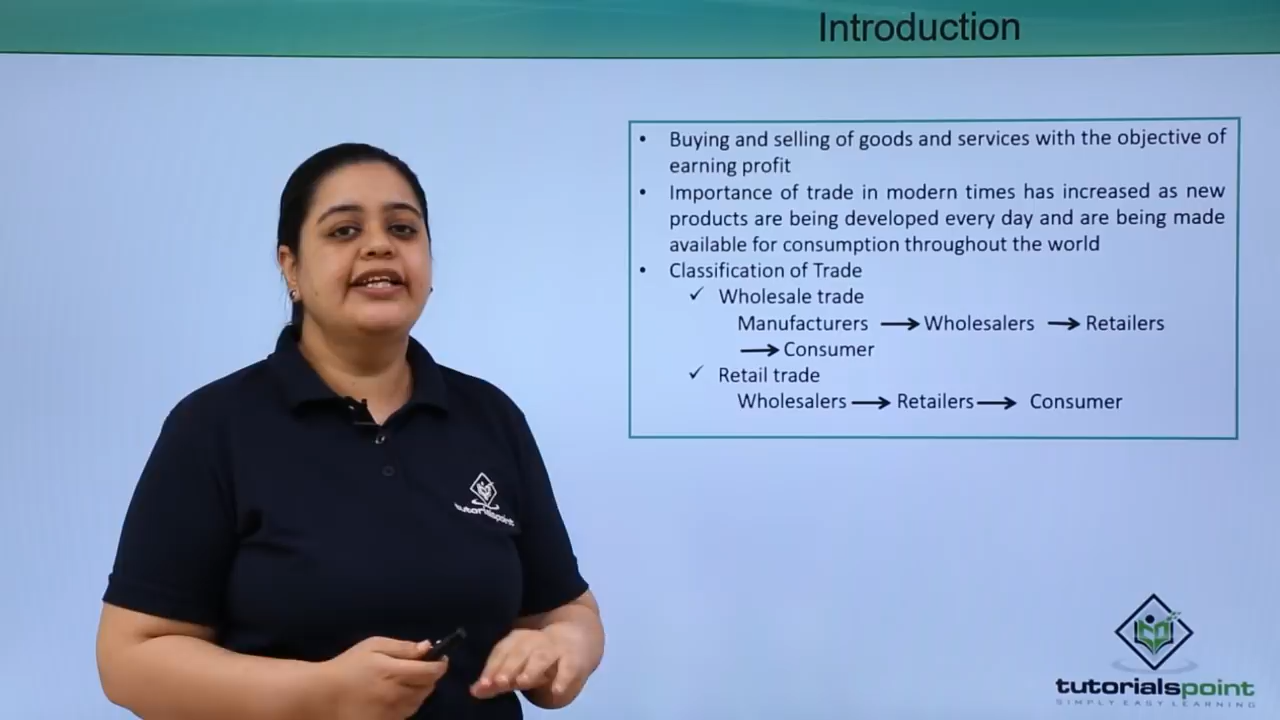 Introduction
• Buying and selling of goods and services with the objective of
earning profit
• Importance of trade in modern times has increased as new
products are being developed every day and are being made
available for consumption throughout the world
• Classification of Trade
✓ Wholesale trade
Manufacturers → Wholesalers → Retailers
→ Consumer
✓ Retail trade
Wholesalers → Retailers → Consumer
tutorialspoint
tutorialspoint
SIMPLY EASY LEARNING